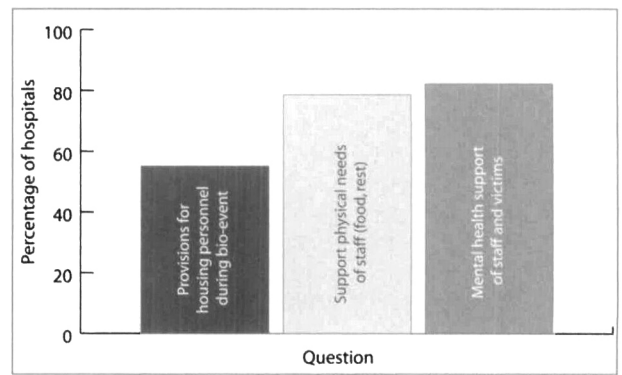 100
80
60
40
20
0
Percentage of hospitals
Provisions for
housing personnel
during bio-event
Support physical needs
of staff (food, rest)
Mental health support
of staff and victims
Question